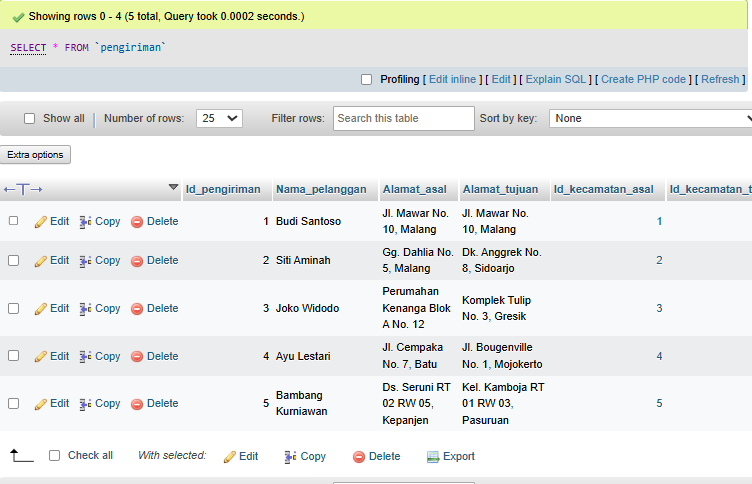 Showing rows 0 - 4 (5 total, Query took 0.0002 seconds.)
SELECT * FROM `pengiriman`
Profiling [ Edit inline ] [ Edit ] [ Explain SQL ] [ Create PHP code ] [ Refresh ]
Show all | Number of rows: 25 Filter rows: Search this table Sort by key: None
Extra options
←T→ Id_pengiriman Nama_pelanggan Alamat_asal Alamat_tujuan Id_kecamatan_asal Id_kecamatan_t
Edit Copy Delete 1 Budi Santoso Jl. Mawar No. Jl. Mawar No. 1
10, Malang 10, Malang
Edit Copy Delete 2 Siti Aminah Gg. Dahlia No. Dk. Anggrek No. 2
5, Malang 8, Sidoarjo
Edit Copy Delete 3 Joko Widodo Perumahan Komplek Tulip 3
Kenanga Blok No. 3, Gresik
A No. 12
Edit Copy Delete 4 Ayu Lestari Jl. Cempaka Jl. Bougenville 4
No. 7, Batu No. 1, Mojokerto
Edit Copy Delete 5 Bambang Ds. Seruni RT Kel. Kamboja RT 5
Kurniawan 02 RW 05, 01 RW 03,
Kepanjen Pasuruan
Check all With selected: Edit Copy Delete Export